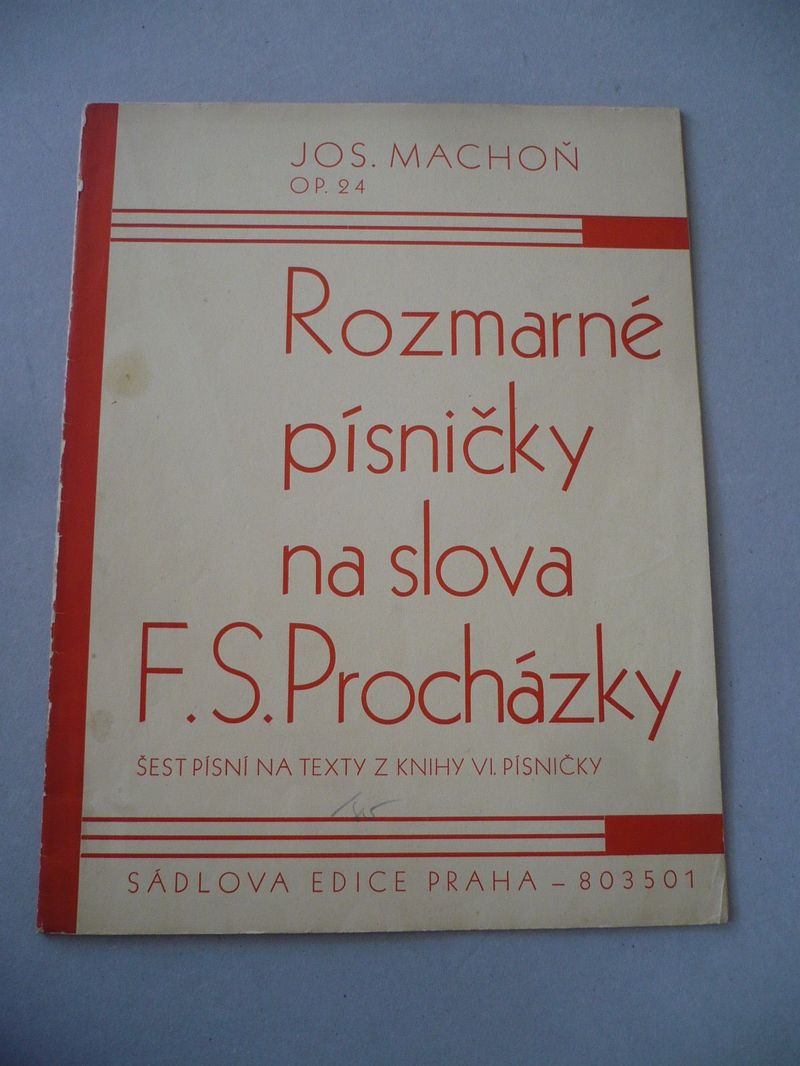 JOS. MACHOŇ
OP. 24
Rozmarné
písničky
na slova
F. S. Procházky
ŠEST PÍSNÍ NA TEXTY Z KNIHY VI. PÍSNIČKY
SÁDLOVA EDICE PRAHA – 803501